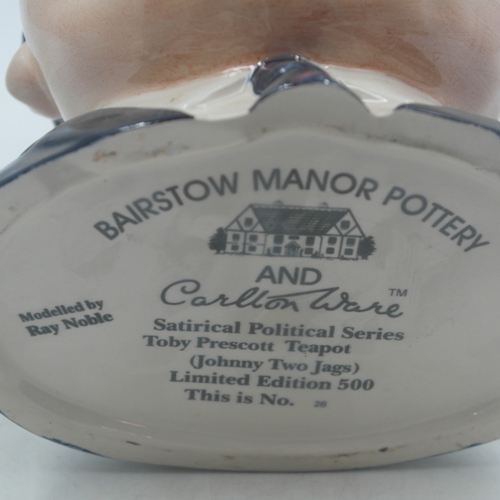 BAIRSTOW MANOR POTTERY
AND
Carlton Ware™
Modelled by
Ray Noble
Satirical Political Series
Toby Prescott Teapot
(Johnny Two Jags)
Limited Edition 500
This is No. 20